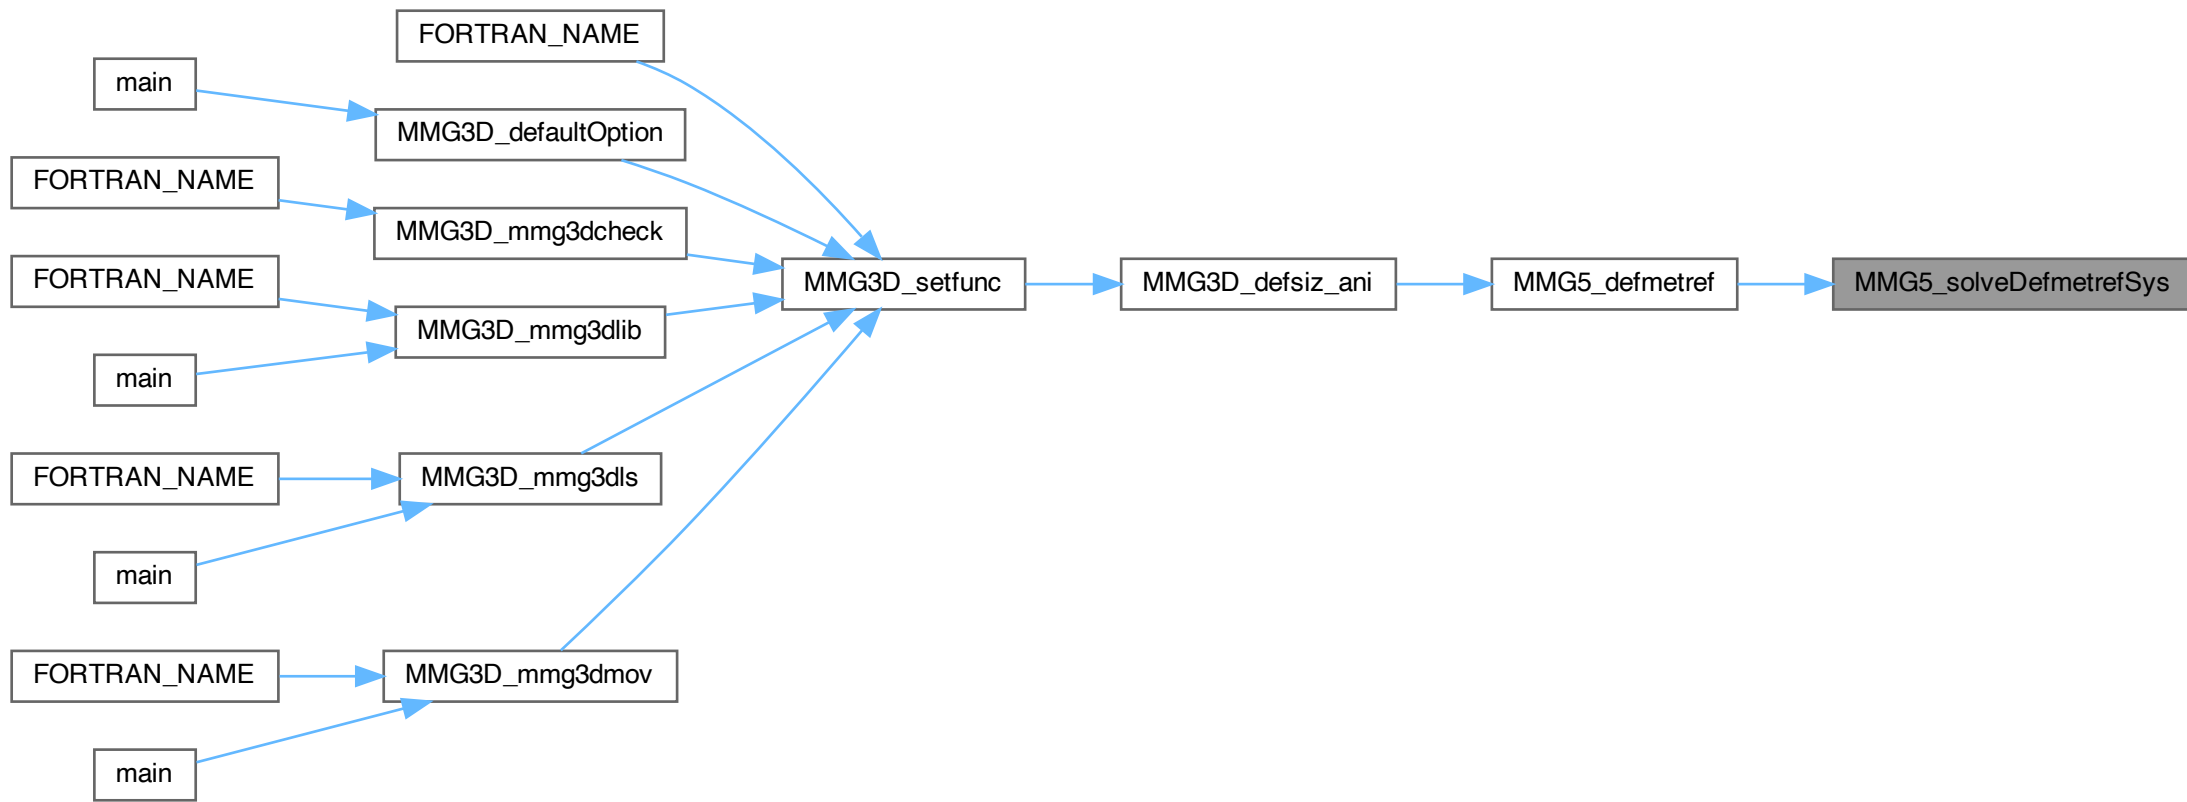 FORTRAN_NAME
main
MMG3D_defaultOption
FORTRAN_NAME
MMG3D_mmg3dcheck
FORTRAN_NAME
MMG3D_setfunc
MMG3D_defsiz_ani
MMG5_defmetref
MMG5_solveDefmetrefSys
MMG3D_mmg3dlib
main
FORTRAN_NAME
MMG3D_mmg3dls
main
FORTRAN_NAME
MMG3D_mmg3dmov
main